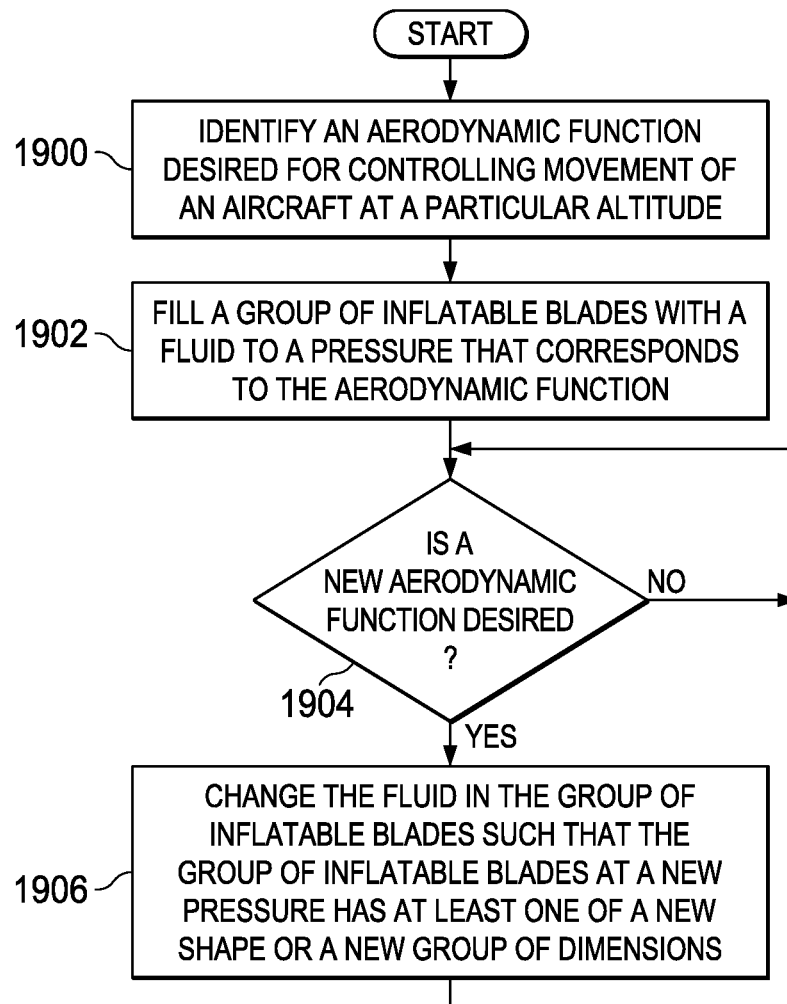 START
1900
IDENTIFY AN AERODYNAMIC FUNCTION
DESIRED FOR CONTROLLING MOVEMENT OF
AN AIRCRAFT AT A PARTICULAR ALTITUDE
1902
FILL A GROUP OF INFLATABLE BLADES WITH A
FLUID TO A PRESSURE THAT CORRESPONDS
TO THE AERODYNAMIC FUNCTION
IS A
NEW AERODYNAMIC
FUNCTION DESIRED
?
NO
1904
YES
1906
CHANGE THE FLUID IN THE GROUP OF
INFLATABLE BLADES SUCH THAT THE
GROUP OF INFLATABLE BLADES AT A NEW
PRESSURE HAS AT LEAST ONE OF A NEW
SHAPE OR A NEW GROUP OF DIMENSIONS